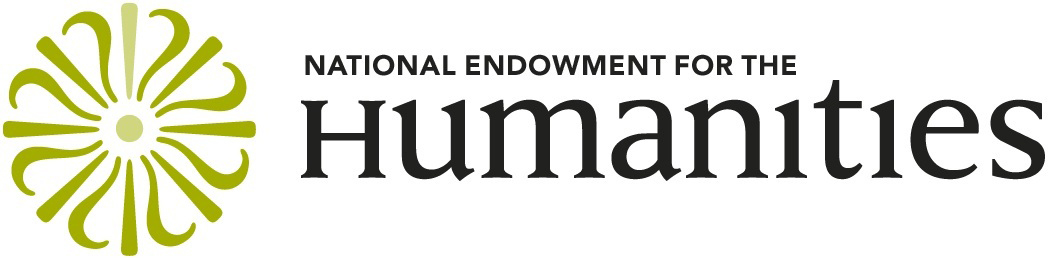 NATIONAL ENDOWMENT FOR THE
Humanities